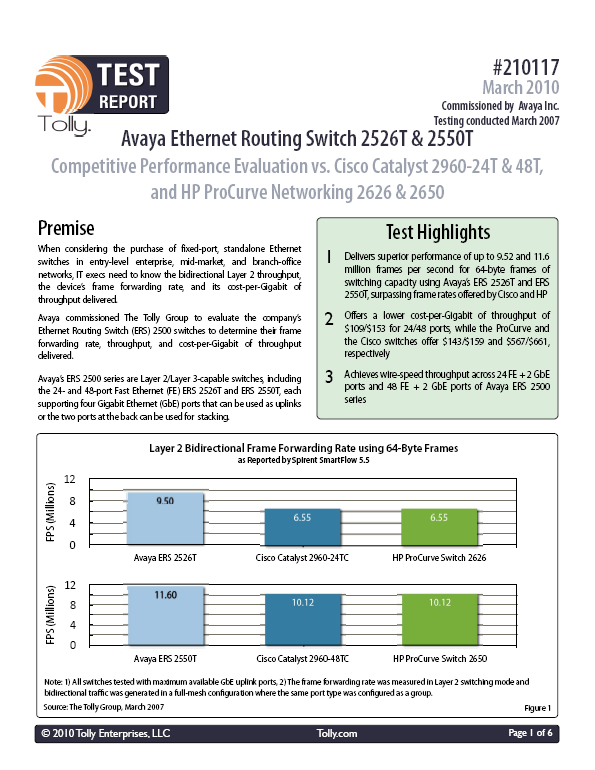 TEST
REPORT
Tolly.
#210117
March 2010
Commissioned by Avaya Inc.
Testing conducted March 2007
Avaya Ethernet Routing Switch 2526T & 2550T
Competitive Performance Evaluation vs. Cisco Catalyst 2960-24T & 48T,
and HP ProCurve Networking 2626 & 2650
Premise
When considering the purchase of fixed-port, standalone Ethernet
switches in entry-level enterprise, mid-market, and branch-office
networks, IT execs need to know the bidirectional Layer 2 throughput,
the device's frame forwarding rate, and its cost-per-Gigabit of
throughput delivered.
Avaya commissioned The Tolly Group to evaluate the company's
Ethernet Routing Switch (ERS) 2500 switches to determine their frame
forwarding rate, throughput, and cost-per-Gigabit of throughput
delivered.
Avaya's ERS 2500 series are Layer 2/Layer 3-capable switches, including
the 24- and 48-port Fast Ethernet (FE) ERS 2526T and ERS 2550T, each
supporting four Gigabit Ethernet (GbE) ports that can be used as uplinks
or the two ports at the back can be used for stacking.
Test Highlights
1 Delivers superior performance of up to 9.52 and 11.6
million frames per second for 64-byte frames of
switching capacity using Avaya's ERS 2526T and ERS
2550T, surpassing frame rates offered by Cisco and HP
2 Offers a lower cost-per-Gigabit of throughput of
$109/$153 for 24/48 ports, while the ProCurve and
the Cisco switches offer $143/$159 and $567/$661,
respectively
3 Achieves wire-speed throughput across 24 FE + 2 GbE
ports and 48 FE + 2 GbE ports of Avaya ERS 2500
series
Layer 2 Bidirectional Frame Forwarding Rate using 64-Byte Frames
as Reported by Spirent SmartFlow 5.5
FPS (Millions)
12
8
4
0
9.50
6.55
6.55
Avaya ERS 2526T
Cisco Catalyst 2960-24TC
HP ProCurve Switch 2626
FPS (Millions)
12
8
4
0
11.60
10.12
10.12
Avaya ERS 2550T
Cisco Catalyst 2960-48TC
HP ProCurve Switch 2650
Note: 1) All switches tested with maximum available GbE uplink ports, 2) The frame forwarding rate was measured in Layer 2 switching mode and
bidirectional traffic was generated in a full-mesh configuration where the same port type was configured as a group.
Source: The Tolly Group, March 2007
Figure 1
© 2010 Tolly Enterprises, LLC
Tolly.com
Page 1 of 6